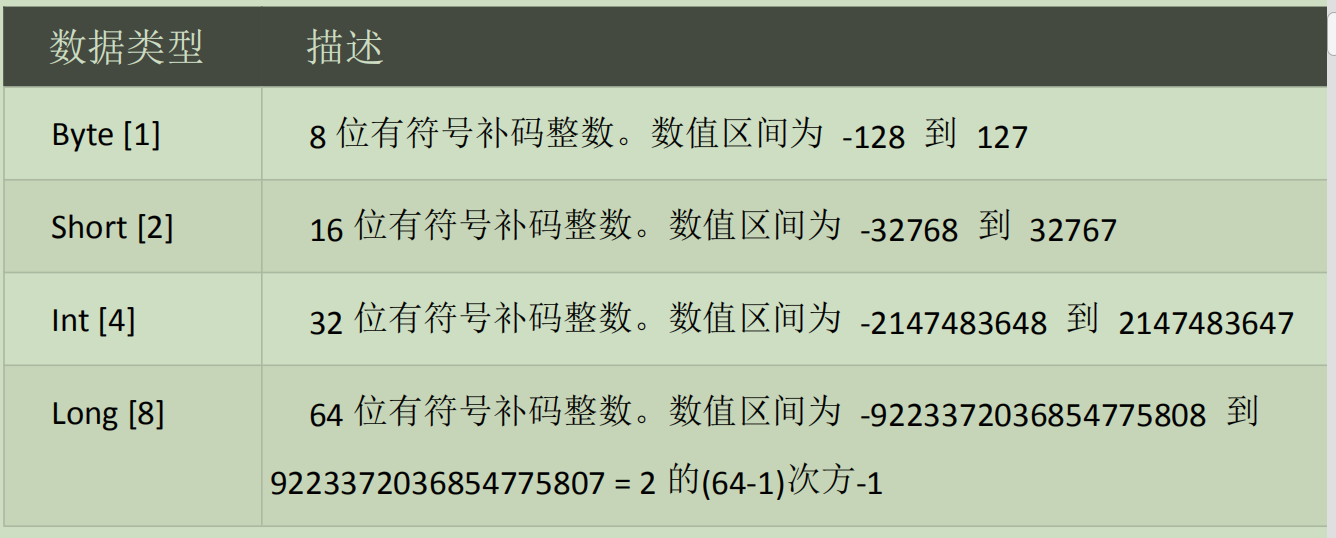 数据类型 描述
Byte [1] 8 位有符号补码整数。数值区间为 -128 到 127
Short [2] 16 位有符号补码整数。数值区间为 -32768 到 32767
Int [4] 32 位有符号补码整数。数值区间为 -2147483648 到 2147483647
Long [8] 64 位有符号补码整数。数值区间为 -9223372036854775808 到
9223372036854775807 = 2 的(64-1)次方-1